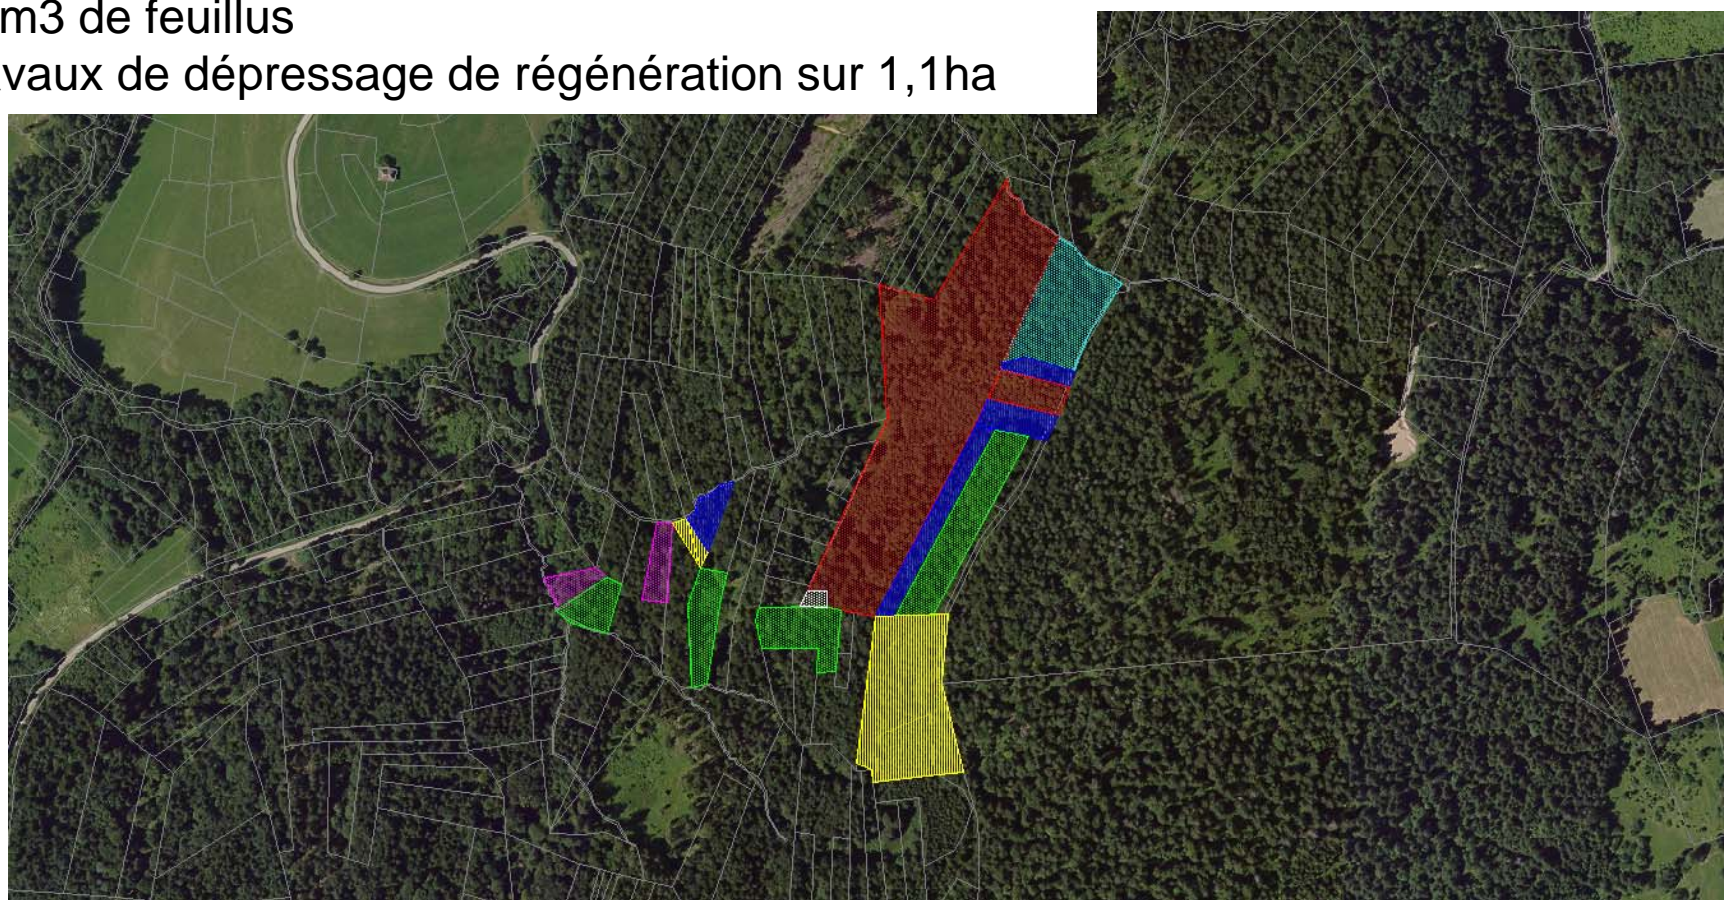 m3 de feuillus
vaux de dépressage de régénération sur 1,1ha